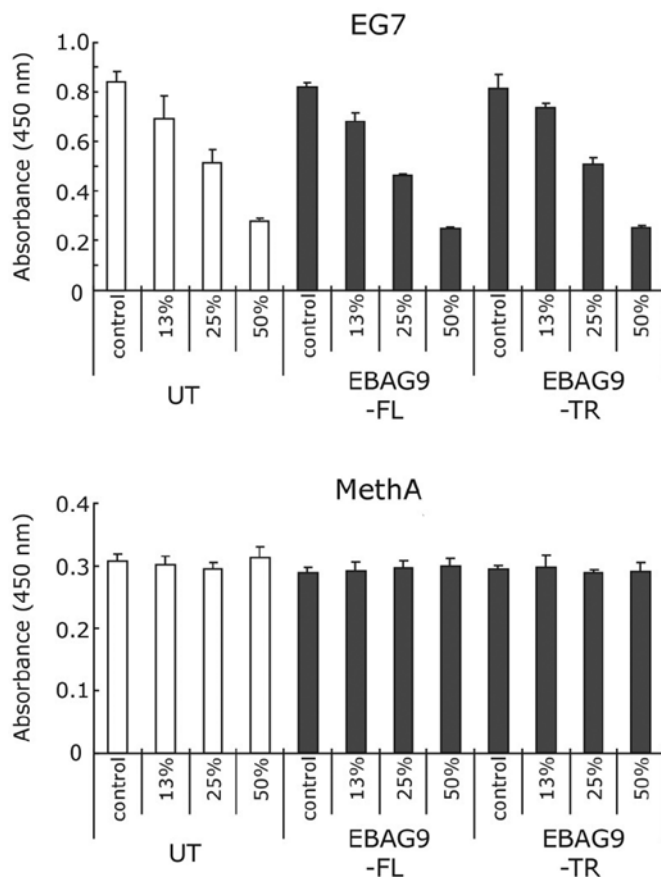 EG7
Absorbance (450 nm)
1.0
0.8
0.6
0.4
0.2
0
control 13% 25% 50% control 13% 25% 50% control 13% 25% 50%
UT EBAG9 EBAG9
-FL -TR
MethA
Absorbance (450 nm)
0.4
0.3
0.2
0.1
0
control 13% 25% 50% control 13% 25% 50% control 13% 25% 50%
UT EBAG9 EBAG9
-FL -TR